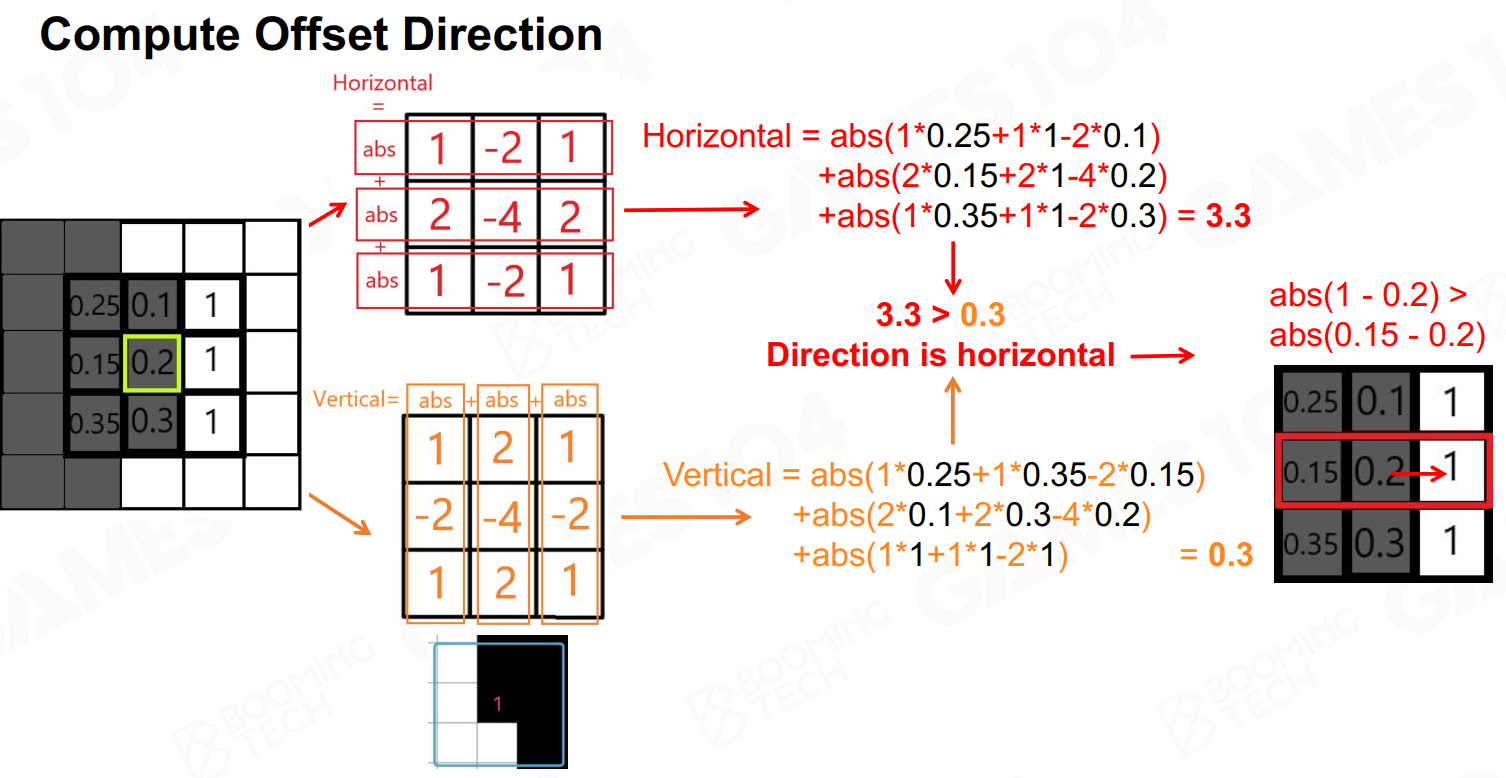 Compute Offset Direction
Horizontal
=
abs 1 -2 1
+
abs 2 -4 2
+
abs 1 -2 1
Horizontal = abs(1*0.25+1*1-2*0.1)
+abs(2*0.15+2*1-4*0.2)
+abs(1*0.35+1*1-2*0.3) = 3.3
0.25 0.1 1
0.15 0.2 1
0.35 0.3 1
3.3 > 0.3
Direction is horizontal
abs(1 - 0.2) >
abs(0.15 - 0.2)
0.25 0.1 1
0.15 0.2 1
0.35 0.3 1
Vertical= abs + abs + abs
1 2 1
-2 -4 -2
1 2 1
Vertical = abs(1*0.25+1*0.35-2*0.15)
+abs(2*0.1+2*0.3-4*0.2)
+abs(1*1+1*1-2*1) = 0.3
1
GAMES104
BOOMING
TECH
BOOMING
TECH
BOOMING
TECH